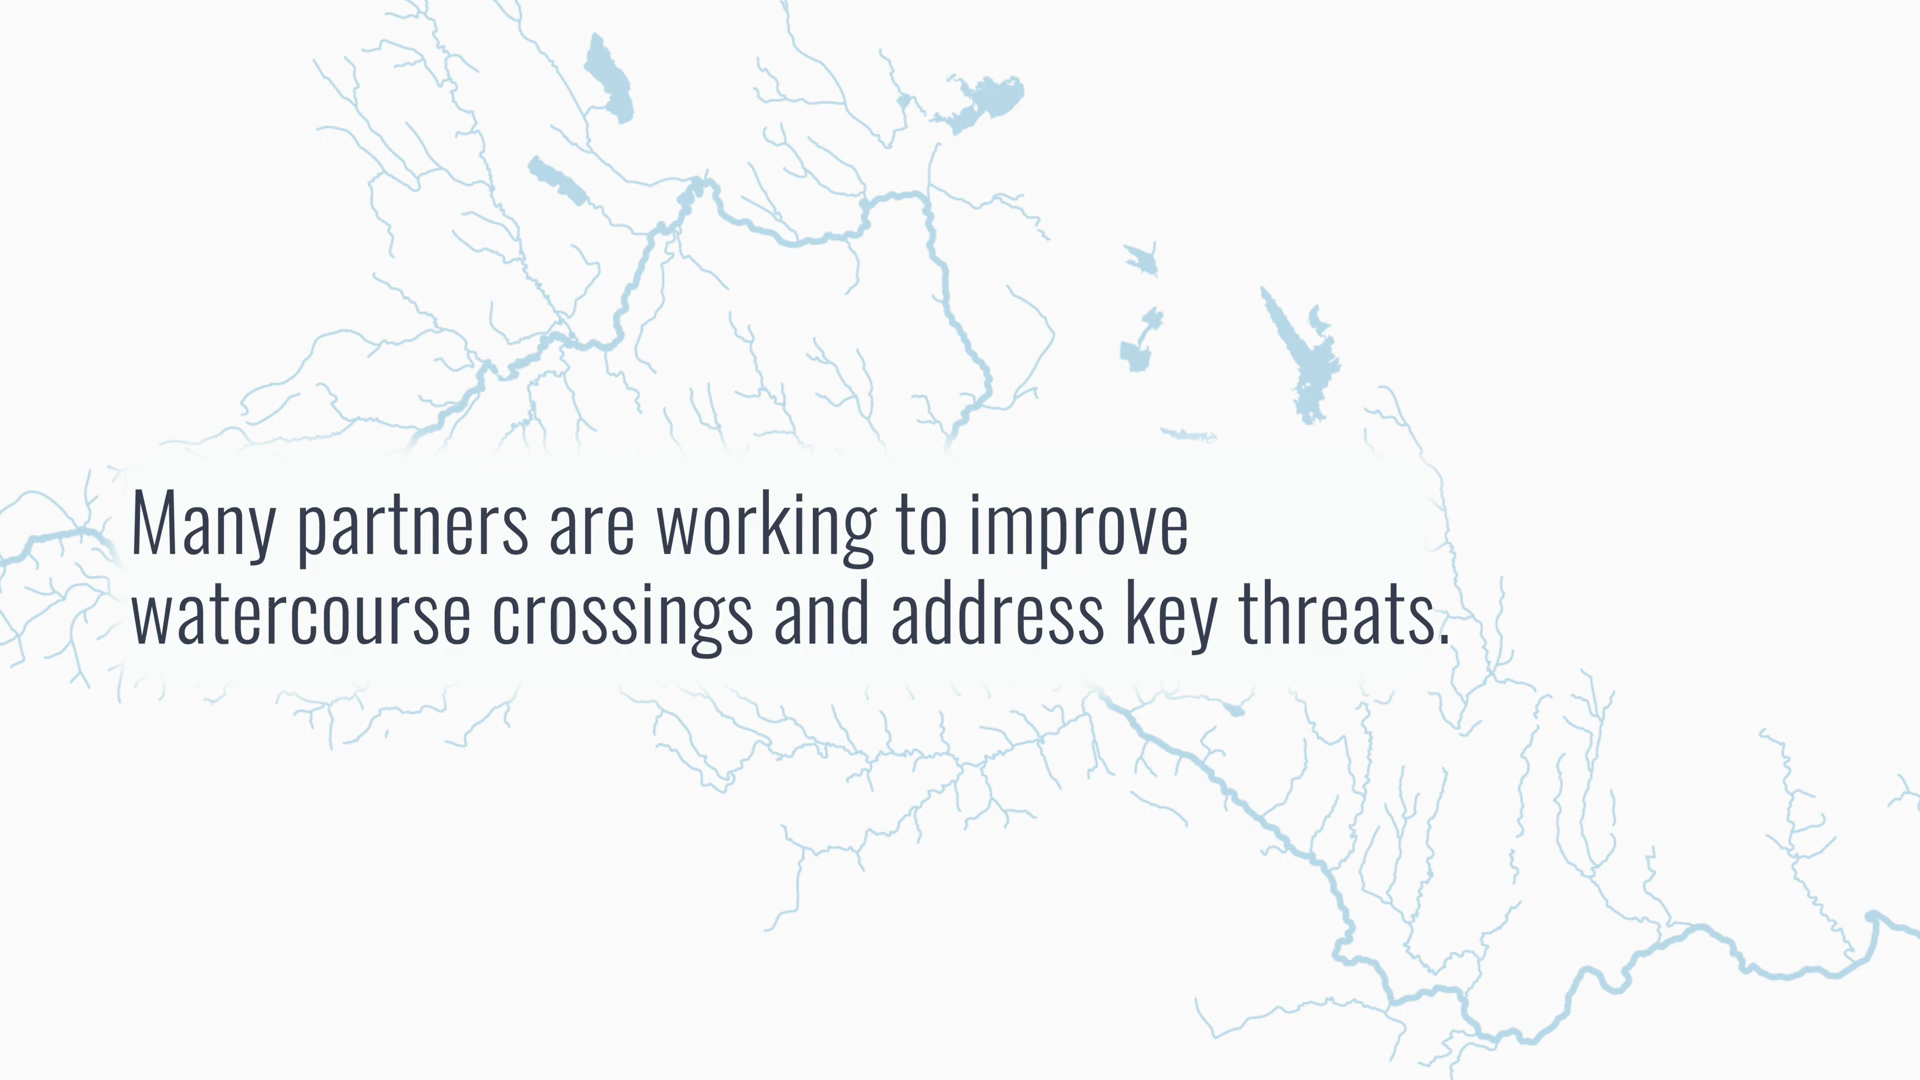 Many partners are working to improve
watercourse crossings and address key threats.